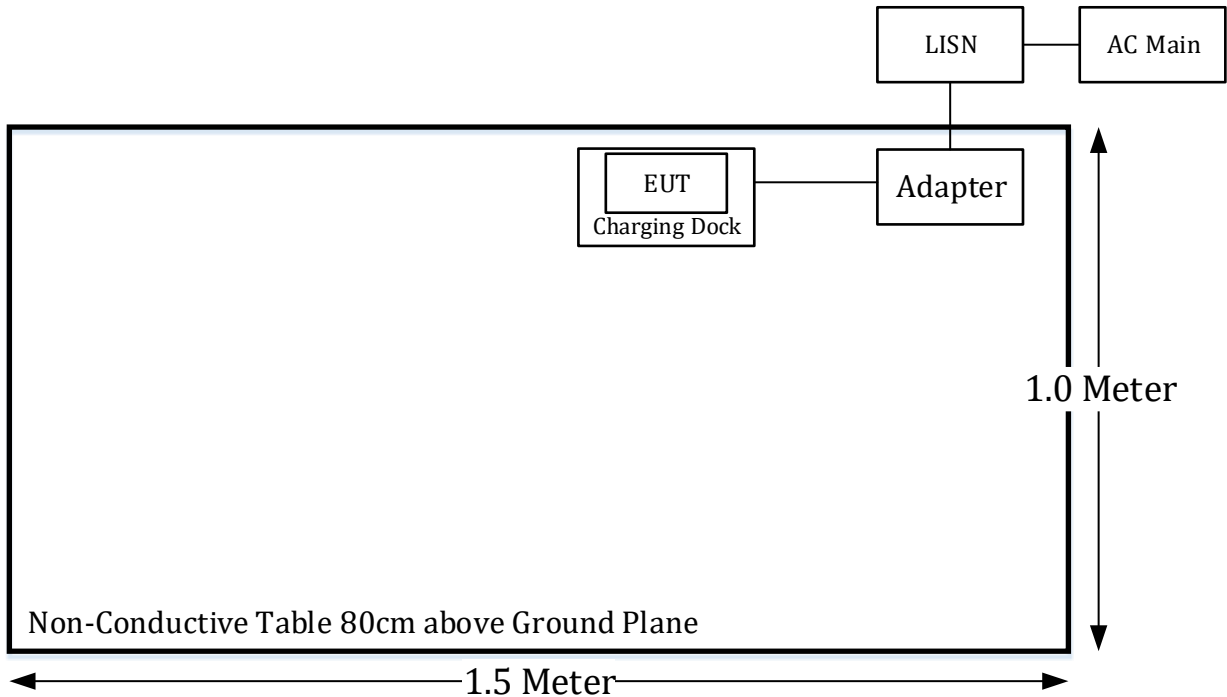 LISN
AC Main
EUT
Charging Dock
Adapter
1.0 Meter
Non-Conductive Table 80cm above Ground Plane
1.5 Meter